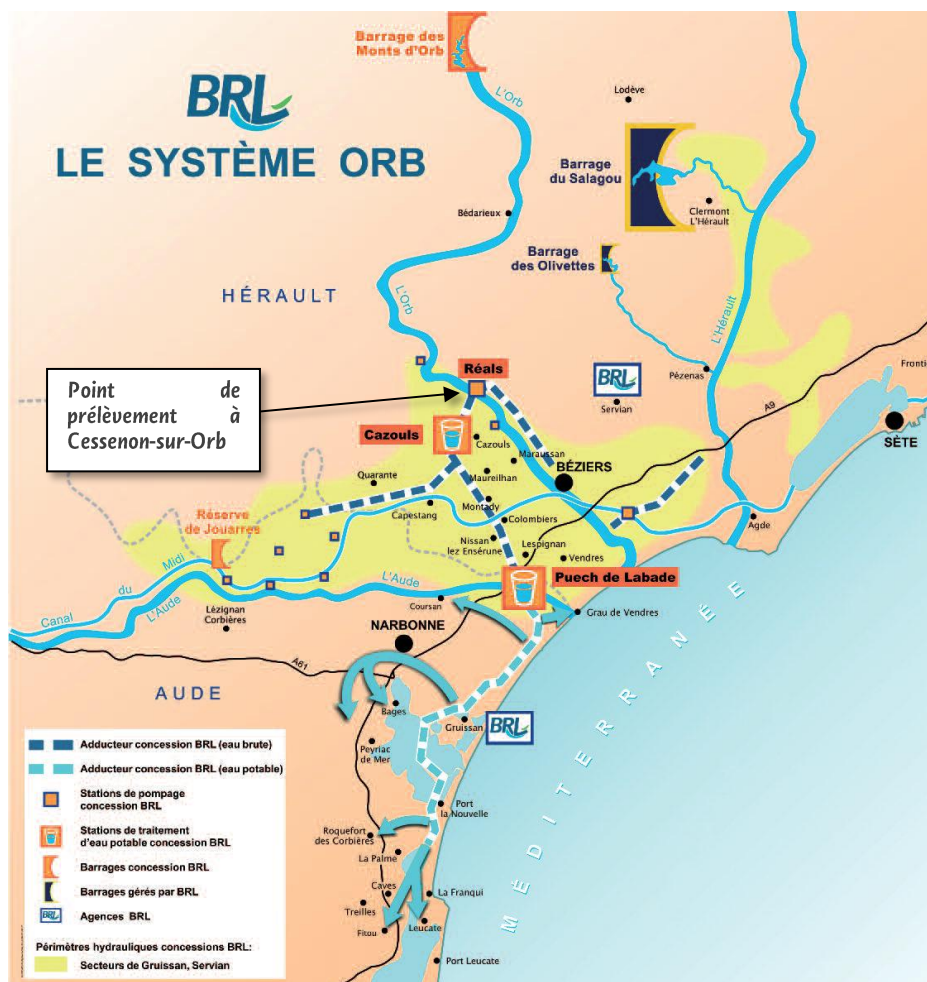 Barrage des
Monts d'Orb
BRL
LE SYSTÈME ORB
L'Orb
Lodève
Barrage
du Salagou
Clermont
L'Hérault
Bédarieux
Barrage
des Olivettes
HÉRAULT
L'Orb
L'Hérault
Réals
Pézenas
Fronti
BRL
Servian
A9
SÈTE
Point de
prélèvement à
Cessenon-sur-Orb
Cazouls
Cazouls
Maraussan
BÉZIERS
Maureilhan
Quarante
Montady
Capestang
Colombiers
Agde
Réserve
de Jouarres
Nissan
lez Ensérune
Lespignan
Vendres
Puech de Labade
Canal du Midi
L'Aude
L'Aude
Lézignan
Corbières
Coursan
Grau de Vendres
NARBONNE
A61
AUDE
Bages
Gruissan
BRL
MÉDITERRANÉE
Peyriac
de Mer
Port
la Nouvelle
Roquefort
des Corbières
La Palme
Caves
La Franqui
Treilles
Fitou
Leucate
Port Leucate
Adducteur concession BRL (eau brute)
Adducteur concession BRL (eau potable)
Stations de pompage
concession BRL
Stations de traitement
d'eau potable concession BRL
Barrages concession BRL
Barrages gérés par BRL
BRL
Agences BRL
Périmètres hydrauliques concessions BRL:
Secteurs de Gruissan, Servian